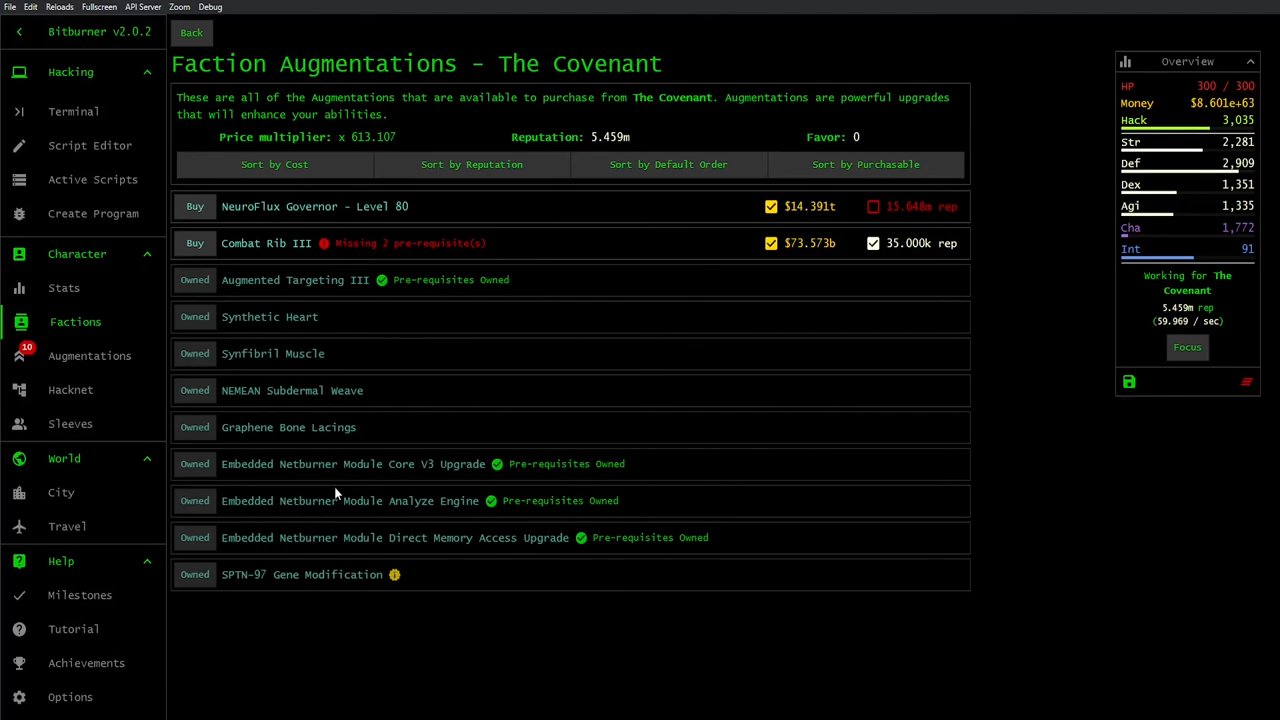 File Edit Reloads Fullscreen API Server Zoom Debug
Bitburner v2.0.2
Hacking
Terminal
Script Editor
Active Scripts
Create Program
Character
Stats
Factions
10
Augmentations
Hacknet
Sleeves
World
City
Travel
Help
Milestones
Tutorial
Achievements
Options
Back
Faction Augmentations - The Covenant
These are all of the Augmentations that are available to purchase from The Covenant. Augmentations are powerful upgrades
that will enhance your abilities.
Price multiplier: x 613.107 Reputation: 5.459m Favor: 0
Sort by Cost Sort by Reputation Sort by Default Order Sort by Purchasable
Buy NeuroFlux Governor - Level 80 $14.391t 15.648m rep
Buy Combat Rib III Missing 2 pre-requisite(s) $73.573b 35.000k rep
Owned Augmented Targeting III Pre-requisites Owned
Owned Synthetic Heart
Owned Synfibril Muscle
Owned NEMEAN Subdermal Weave
Owned Graphene Bone Lacings
Owned Embedded Netburner Module Core V3 Upgrade Pre-requisites Owned
Owned Embedded Netburner Module Analyze Engine Pre-requisites Owned
Owned Embedded Netburner Module Direct Memory Access Upgrade Pre-requisites Owned
Owned SPTN-97 Gene Modification
Overview
HP 300 / 300
Money $8.601e+63
Hack 3,035
Str 2,281
Def 2,909
Dex 1,351
Agi 1,335
Cha 1,772
Int 91
Working for The
Covenant
5.459m rep
(59.969 / sec)
Focus